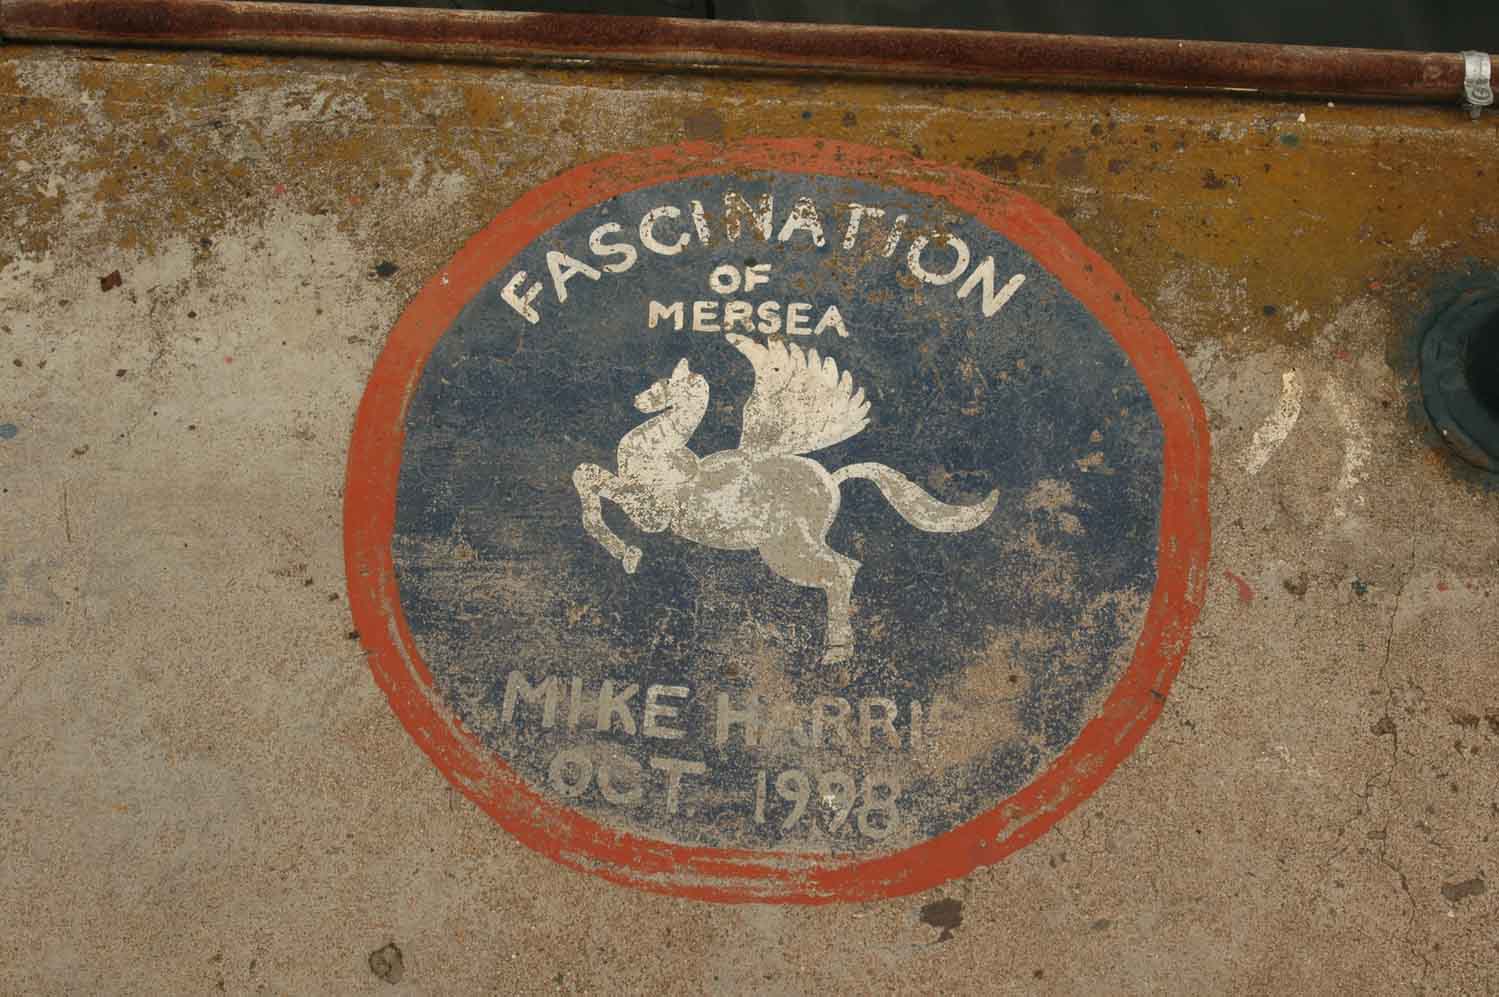 FASCINATION
OF
MERSEA
MIKE HARRIS
OCT. 1998